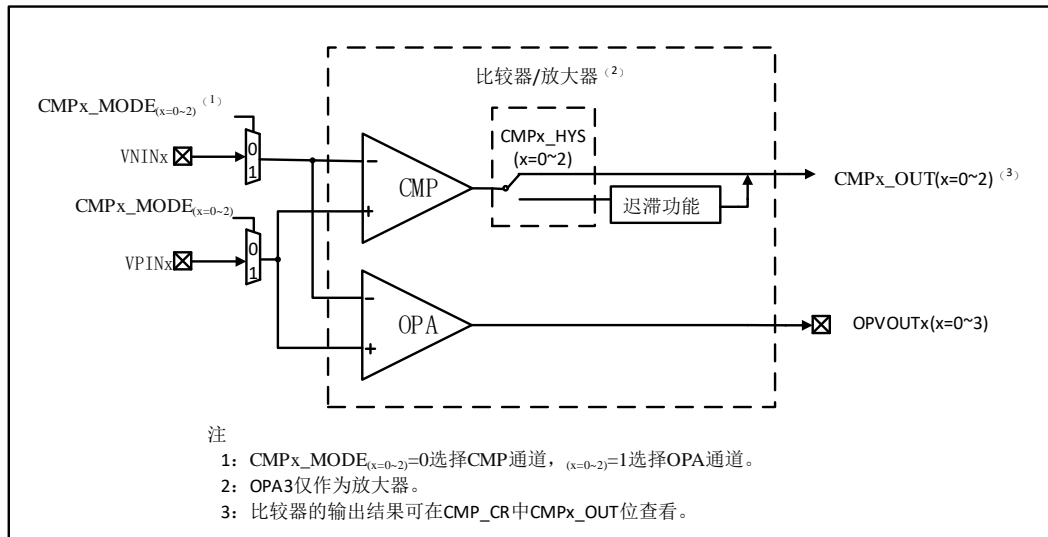 比较器/放大器（2）
CMPx_MODE(x=0~2)（1）
0
1
VNINx
CMPx_HYS
(x=0~2)
−
CMP
+
CMPx_OUT(x=0~2)（3）
迟滞功能
CMPx_MODE(x=0~2)
0
1
VPINx
−
OPA
+
OPVOUTx(x=0~3)
注
1：CMPx_MODE(x=0~2)=0选择CMP通道，(x=0~2)=1选择OPA通道。
2：OPA3仅作为放大器。
3：比较器的输出结果可在CMP_CR中CMPx_OUT位查看。